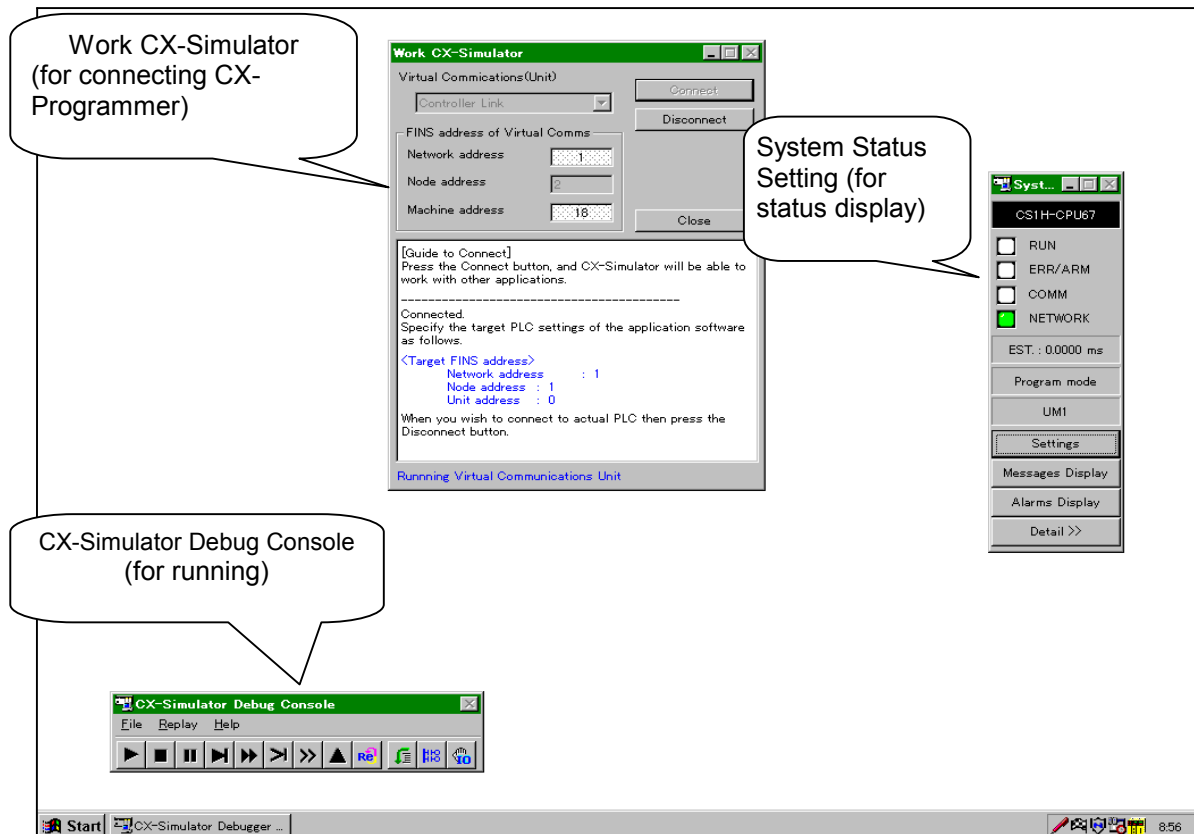 Work CX-Simulator
(for connecting CX-
Programmer)
Work CX-Simulator
Virtual Commications(Unit)
Controller Link
Connect
Disconnect
FINS address of Virtual Comms
Network address 1
Node address 2
Machine address 16
Close
[Guide to Connect]
Press the Connect button, and CX-Simulator will be able to
work with other applications.
------------------------------------------
Connected.
Specify the target PLC settings of the application software
as follows.
<Target FINS address>
Network address : 1
Node address : 1
Unit address : 0
When you wish to connect to actual PLC then press the
Disconnect button.
Runnning Virtual Communications Unit
System Status
Setting (for
status display)
Syst...
CS1H-CPU67
RUN
ERR/ARM
COMM
NETWORK
EST. : 0.0000 ms
Program mode
UM1
Settings
Messages Display
Alarms Display
Detail >>
CX-Simulator Debug Console
(for running)
CX-Simulator Debug Console
File Replay Help
Re
IO
Start
CX-Simulator Debugger ...
8:56